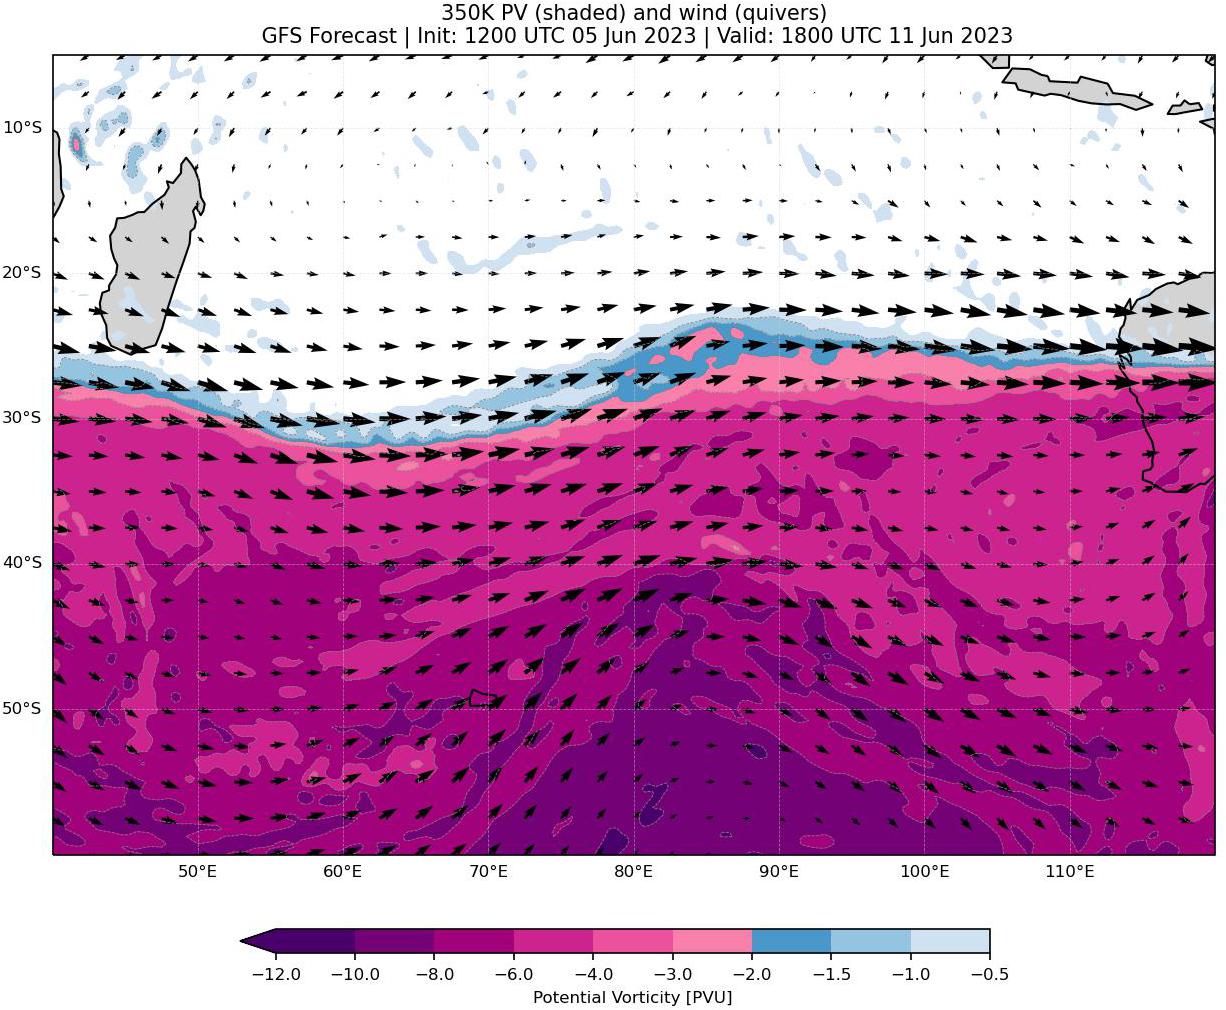 350K PV (shaded) and wind (quivers)
GFS Forecast | Init: 1200 UTC 05 Jun 2023 | Valid: 1800 UTC 11 Jun 2023
10°S
20°S
30°S
40°S
50°S
50°E 60°E 70°E 80°E 90°E 100°E 110°E
−12.0 −10.0 −8.0 −6.0 −4.0 −3.0 −2.0 −1.5 −1.0 −0.5
Potential Vorticity [PVU]